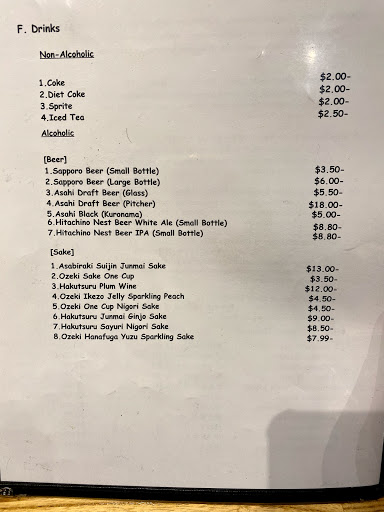 F. Drinks
Non-Alcoholic
1.Coke $2.00-
2.Diet Coke $2.00-
3.Sprite $2.00-
4.Iced Tea $2.50-
Alcoholic
[Beer]
1.Sapporo Beer (Small Bottle) $3.50-
2.Sapporo Beer (Large Bottle) $6.00-
3.Asahi Draft Beer (Glass) $5.50-
4.Asahi Draft Beer (Pitcher) $18.00-
5.Asahi Black (Kuronama) $5.00-
6.Hitachino Nest Beer White Ale (Small Bottle) $8.80-
7.Hitachino Nest Beer IPA (Small Bottle) $8.80-
[Sake]
1.Asabiraki Suijin Junmai Sake $13.00-
2.Ozeki Sake One Cup $3.50-
3.Hakutsuru Plum Wine $12.00-
4.Ozeki Ikezo Jelly Sparkling Peach $4.50-
5.Ozeki One Cup Nigori Sake $4.50-
6.Hakutsuru Junmai Ginjo Sake $9.00-
7.Hakutsuru Sayuri Nigori Sake $8.50-
8.Ozeki Hanafuga Yuzu Sparkling Sake $7.99-